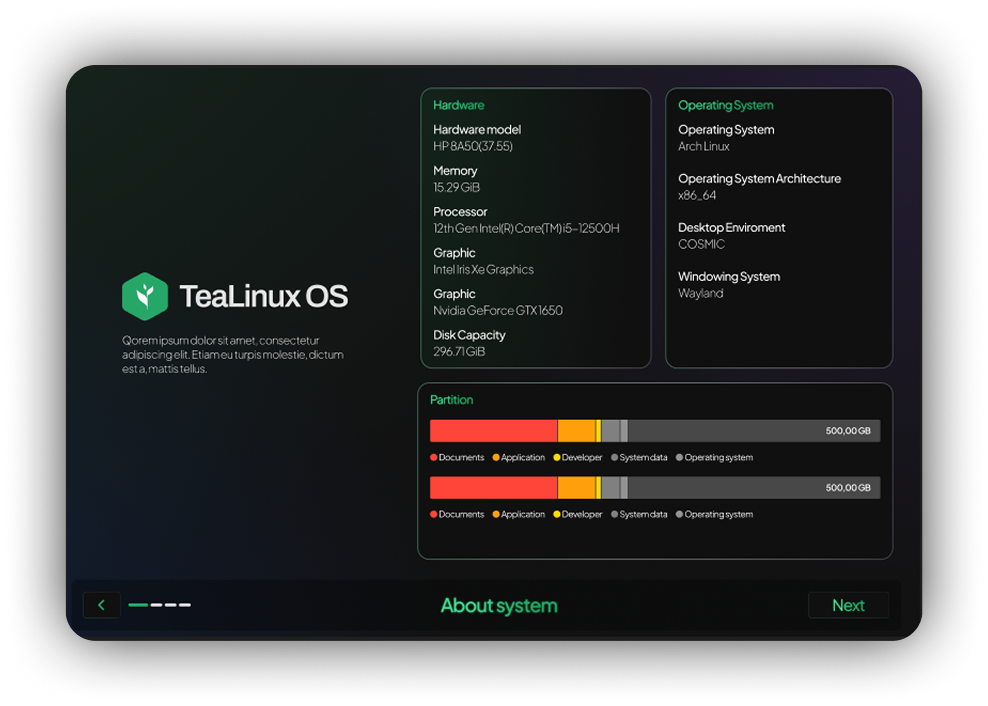 TeaLinux OS
Qorem ipsum dolor sit amet, consectetur
adipiscing elit. Etiam eu turpis molestie, dictum
est a, mattis tellus.
Hardware
Hardware model
HP 8A50(37.55)
Memory
15.29 GiB
Processor
12th Gen Intel(R) Core(TM) i5-12500H
Graphic
Intel Iris Xe Graphics
Graphic
Nvidia GeForce GTX 1650
Disk Capacity
296.71 GiB
Operating System
Operating System
Arch Linux
Operating System Architecture
x86_64
Desktop Enviroment
COSMIC
Windowing System
Wayland
Partition
500,00 GB
Documents Application Developer System data Operating system
500,00 GB
Documents Application Developer System data Operating system
About system
Next